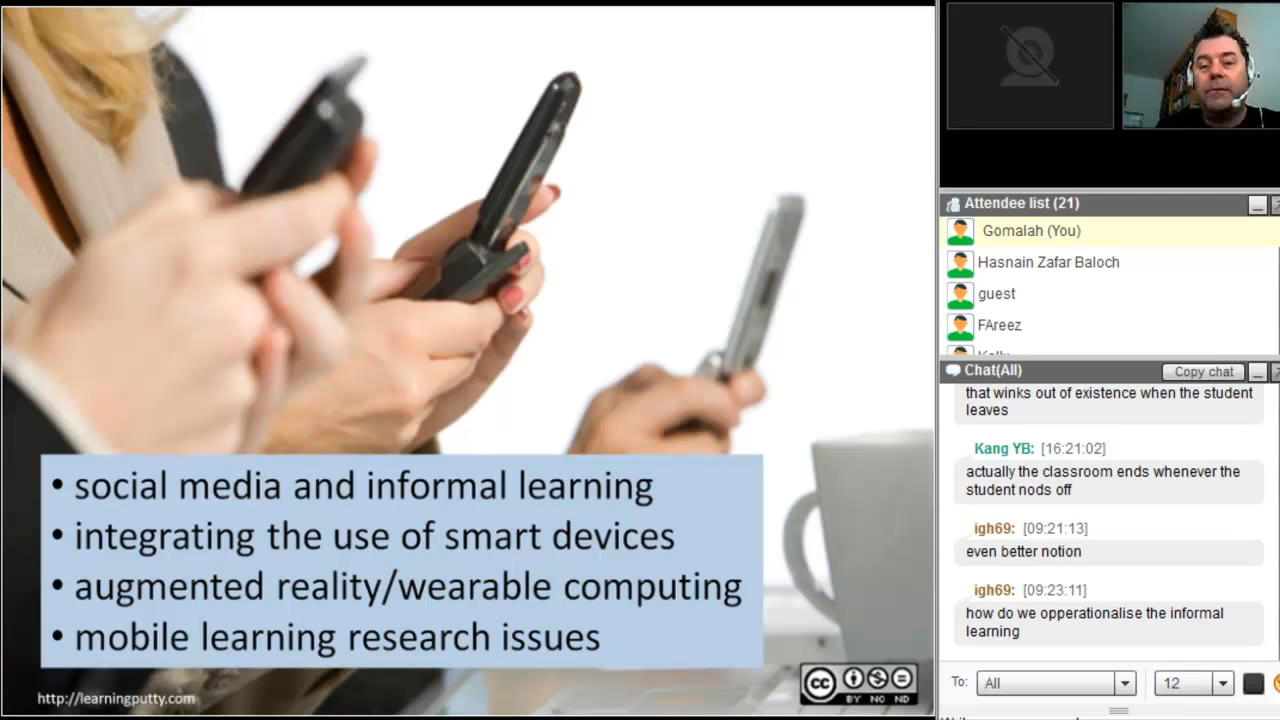 • social media and informal learning
• integrating the use of smart devices
• augmented reality/wearable computing
• mobile learning research issues
http://learningputty.com
cc
BY NC ND
Attendee list (21)
Gomalah (You)
Hasnain Zafar Baloch
guest
FAreez
Chat(All)
Copy chat
that winks out of existence when the student
leaves
Kang YB: [16:21:02]
actually the classroom ends whenever the
student nods off
igh69: [09:21:13]
even better notion
igh69: [09:23:11]
how do we opperationalise the informal
learning
To: All 12